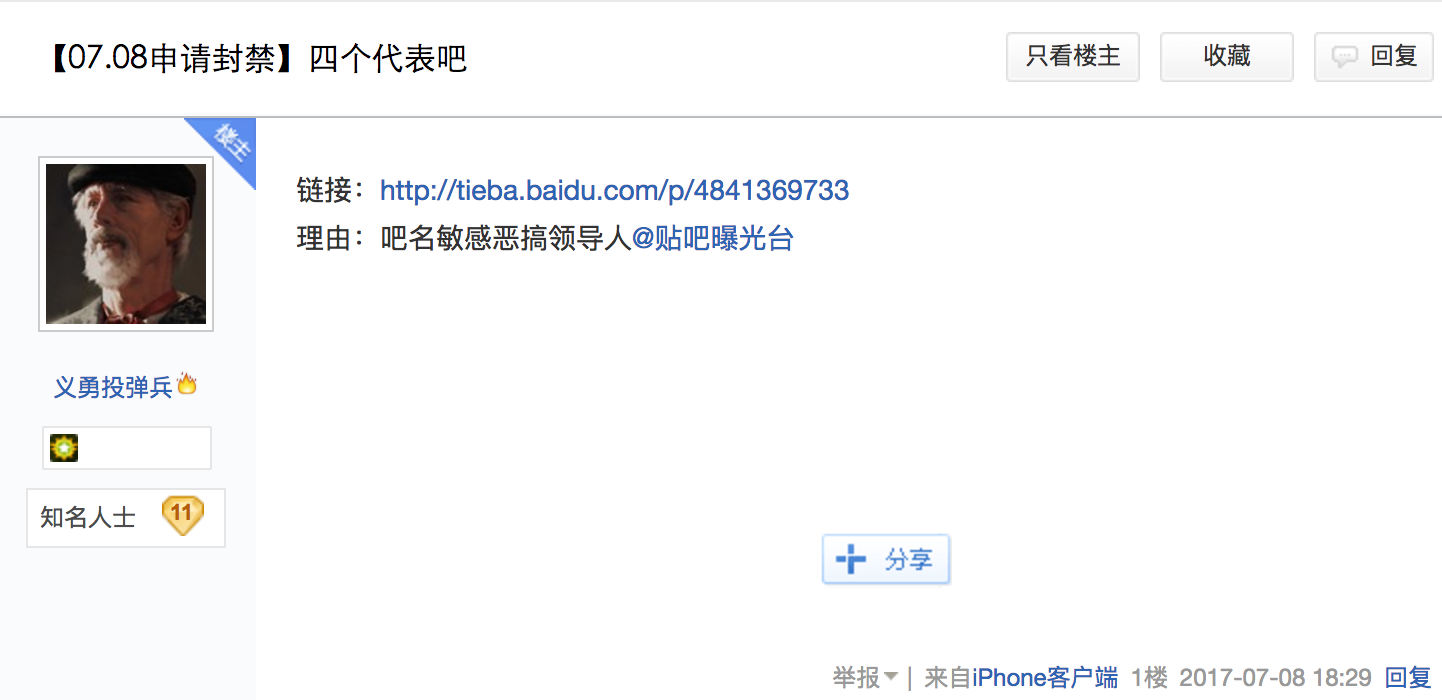 【07.08申请封禁】四个代表吧
只看楼主
收藏
回复
楼主
链接：http://tieba.baidu.com/p/4841369733
理由：吧名敏感恶搞领导人@贴吧曝光台
义勇投弹兵
知名人士 11
分享
举报 | 来自iPhone客户端 1楼 2017-07-08 18:29 回复